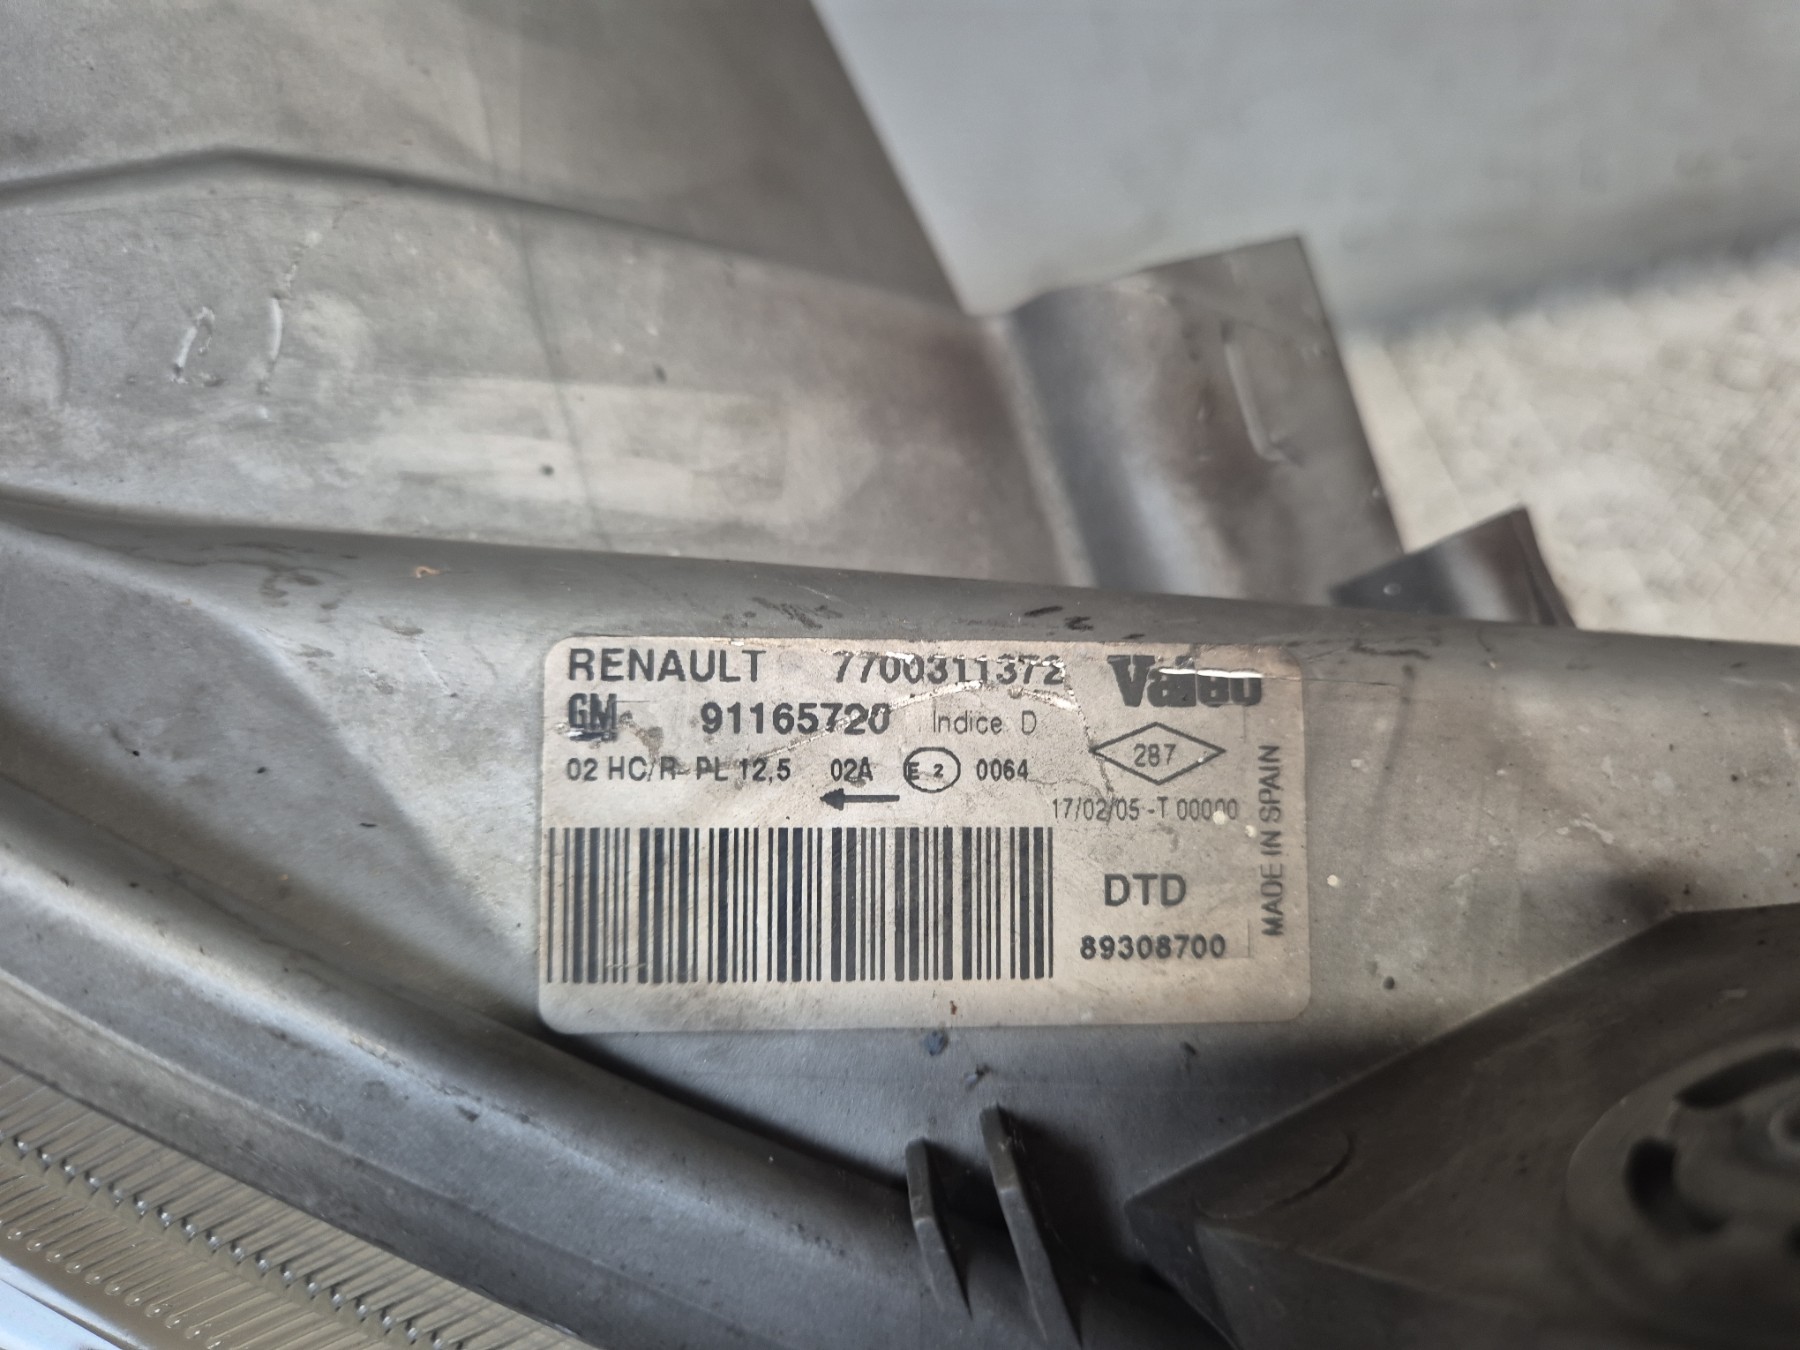 RENAULT 7700311372 Valeo
GM 91165720 Indice D
02 HC/R PL 12,5 02A E 2 0064
287
17/02/05-T 00000
DTD
89308700
MADE IN SPAIN